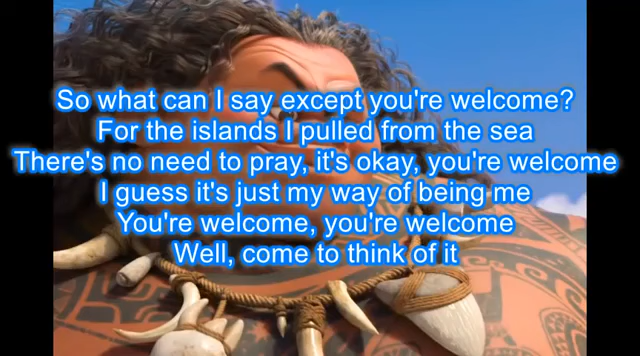 So what can I say except you're welcome?
For the islands I pulled from the sea
There's no need to pray, it's okay, you're welcome
I guess it's just my way of being me
You're welcome, you're welcome
Well, come to think of it